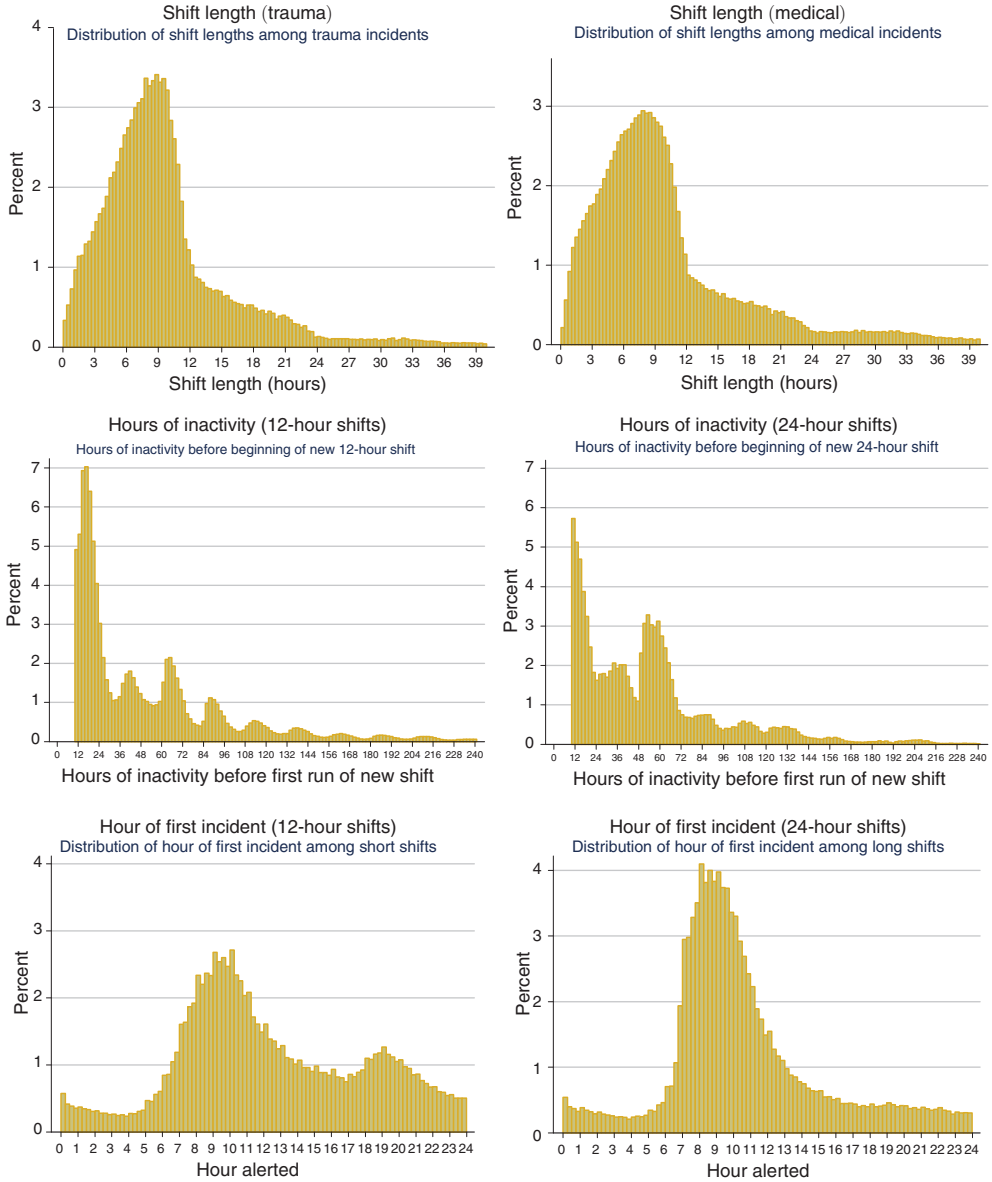 Shift length (trauma)
Distribution of shift lengths among trauma incidents
4
3
2
1
0
Percent
0 3 6 9 12 15 18 21 24 27 30 33 36 39
Shift length (hours)
Shift length (medical)
Distribution of shift lengths among medical incidents
3
2
1
0
Percent
0 3 6 9 12 15 18 21 24 27 30 33 36 39
Shift length (hours)
Hours of inactivity (12-hour shifts)
Hours of inactivity before beginning of new 12-hour shift
7
6
5
4
3
2
1
0
Percent
0 12 24 36 48 60 72 84 96 108 120 132 144 156 168 180 192 204 216 228 240
Hours of inactivity before first run of new shift
Hours of inactivity (24-hour shifts)
Hours of inactivity before beginning of new 24-hour shift
7
6
5
4
3
2
1
0
Percent
0 12 24 36 48 60 72 84 96 108 120 132 144 156 168 180 192 204 216 228 240
Hours of inactivity before first run of new shift
Hour of first incident (12-hour shifts)
Distribution of hour of first incident among short shifts
4
3
2
1
0
Percent
0 1 2 3 4 5 6 7 8 9 10 11 12 13 14 15 16 17 18 19 20 21 22 23 24
Hour alerted
Hour of first incident (24-hour shifts)
Distribution of hour of first incident among long shifts
4
3
2
1
0
Percent
0 1 2 3 4 5 6 7 8 9 10 11 12 13 14 15 16 17 18 19 20 21 22 23 24
Hour alerted